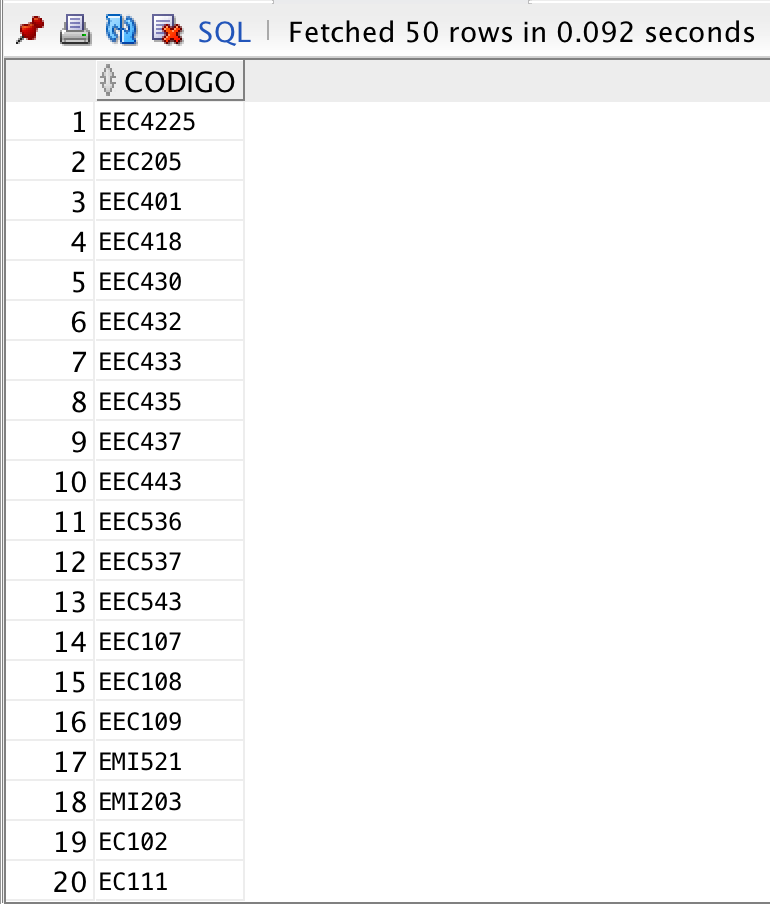 SQL | Fetched 50 rows in 0.092 seconds
CODIGO
1 EEC4225
2 EEC205
3 EEC401
4 EEC418
5 EEC430
6 EEC432
7 EEC433
8 EEC435
9 EEC437
10 EEC443
11 EEC536
12 EEC537
13 EEC543
14 EEC107
15 EEC108
16 EEC109
17 EMI521
18 EMI203
19 EC102
20 EC111